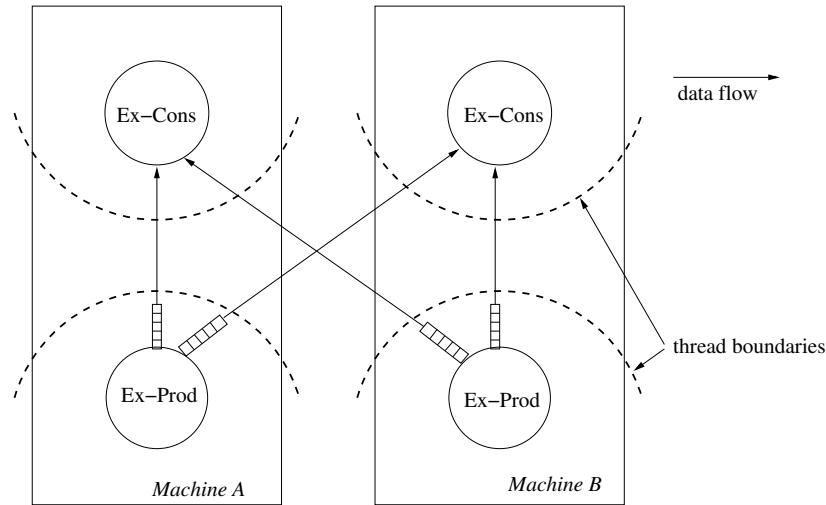 Ex−Cons
Ex−Cons
data flow
thread boundaries
Ex−Prod
Ex−Prod
Machine A
Machine B